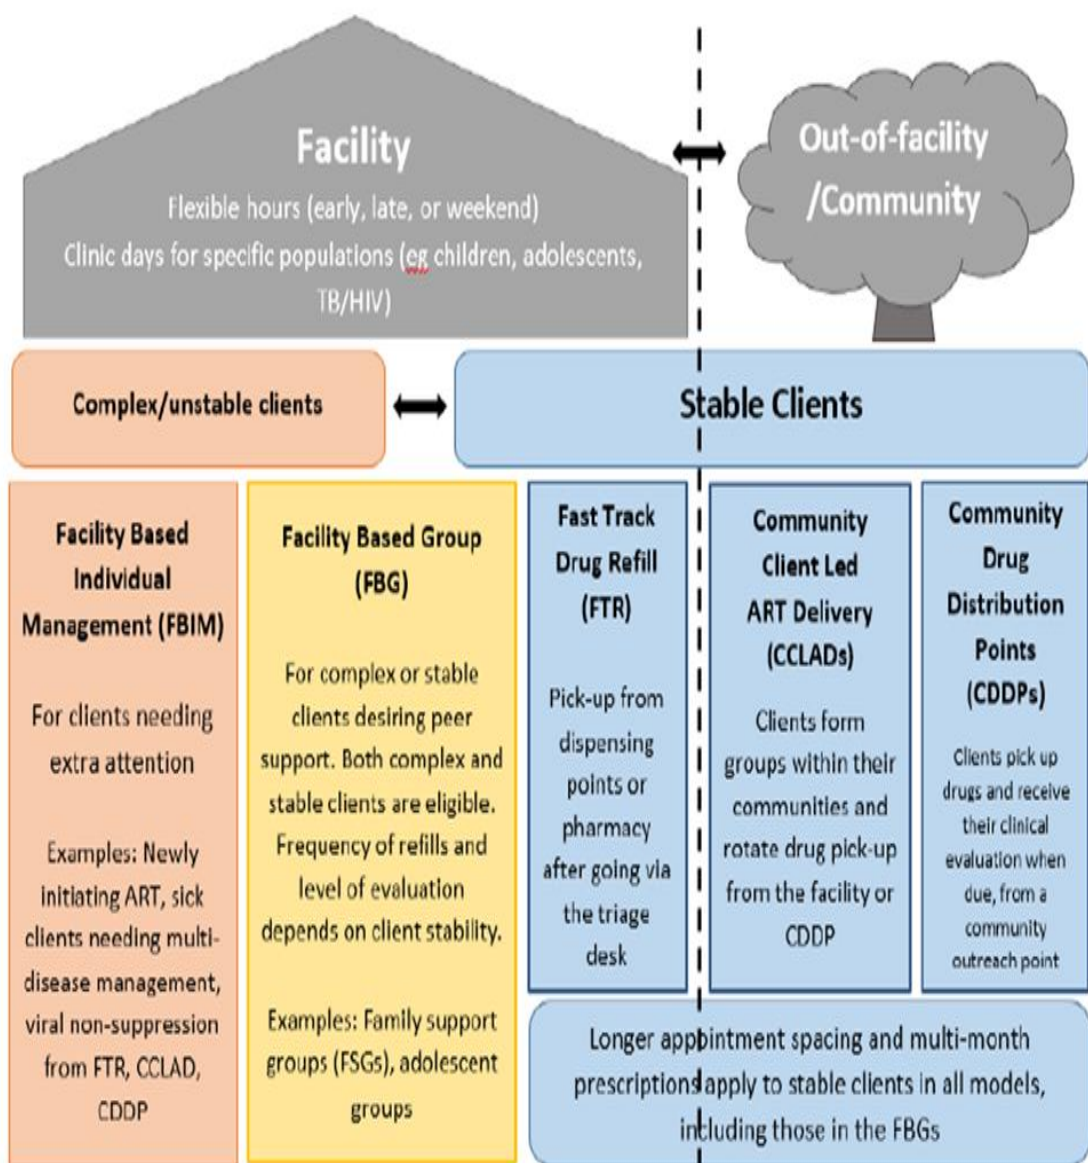 Facility
Flexible hours (early, late, or weekend)
Clinic days for specific populations (eg children, adolescents,
TB/HIV)
Out-of-facility
/Community
Complex/unstable clients
Stable Clients
Facility Based
Individual
Management (FBIM)
For clients needing
extra attention
Examples: Newly
initiating ART, sick
clients needing multi-
disease management,
viral non-suppression
from FTR, CCLAD,
CDDP
Facility Based Group
(FBG)
For complex or stable
clients desiring peer
support. Both complex and
stable clients are eligible.
Frequency of refills and
level of evaluation
depends on client stability.
Examples: Family support
groups (FSGs), adolescent
groups
Fast Track
Drug Refill
(FTR)
Pick-up from
dispensing
points or
pharmacy
after going via
the triage
desk
Community
Client Led
ART Delivery
(CCLADs)
Clients form
groups within their
communities and
rotate drug pick-up
from the facility or
CDDP
Community
Drug
Distribution
Points
(CDDPs)
Clients pick up
drugs and receive
their clinical
evaluation when
due, from a
community
outreach point
Longer appointment spacing and multi-month
prescriptions apply to stable clients in all models,
including those in the FBGs